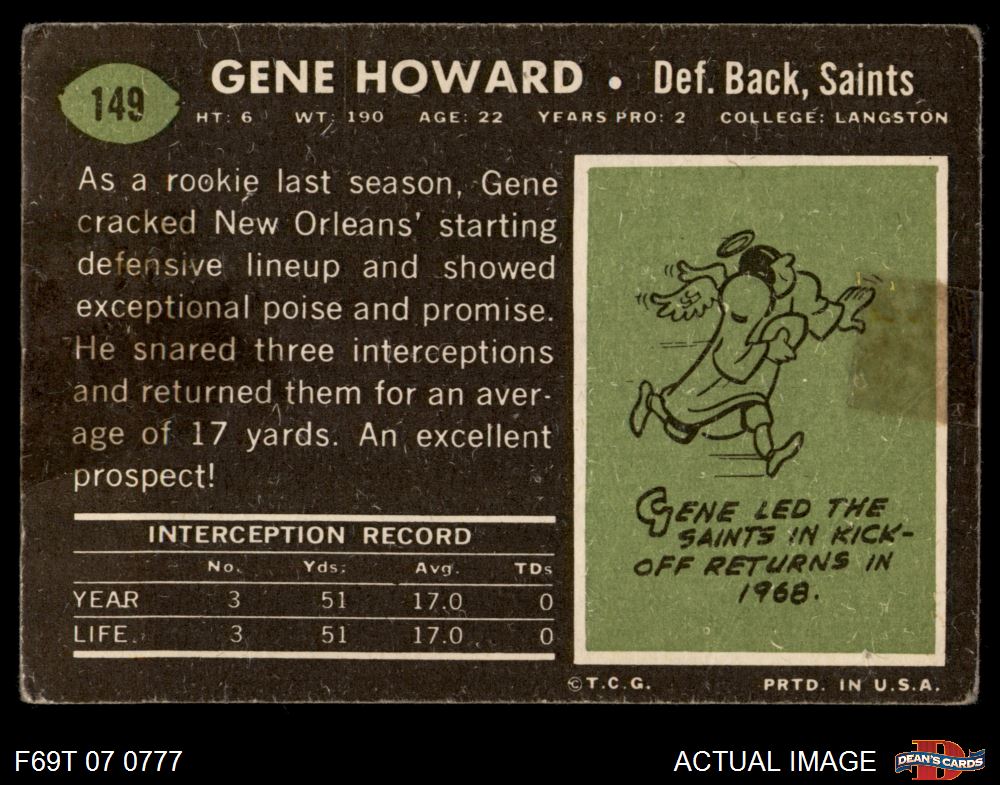 149
GENE HOWARD • Def. Back, Saints
HT: 6 WT: 190 AGE: 22 YEARS PRO: 2 COLLEGE: LANGSTON
As a rookie last season, Gene
cracked New Orleans' starting
defensive lineup and showed
exceptional poise and promise.
He snared three interceptions
and returned them for an aver-
age of 17 yards. An excellent
prospect!
INTERCEPTION RECORD
No. Yds. Avg. TDs
YEAR 3 51 17.0 0
LIFE 3 51 17.0 0
GENE LED THE
SAINTS IN KICK-
OFF RETURNS IN
1968.
©T.C.G. PRTD. IN U.S.A.
F69T 07 0777
ACTUAL IMAGE
D
DEAN'S CARDS